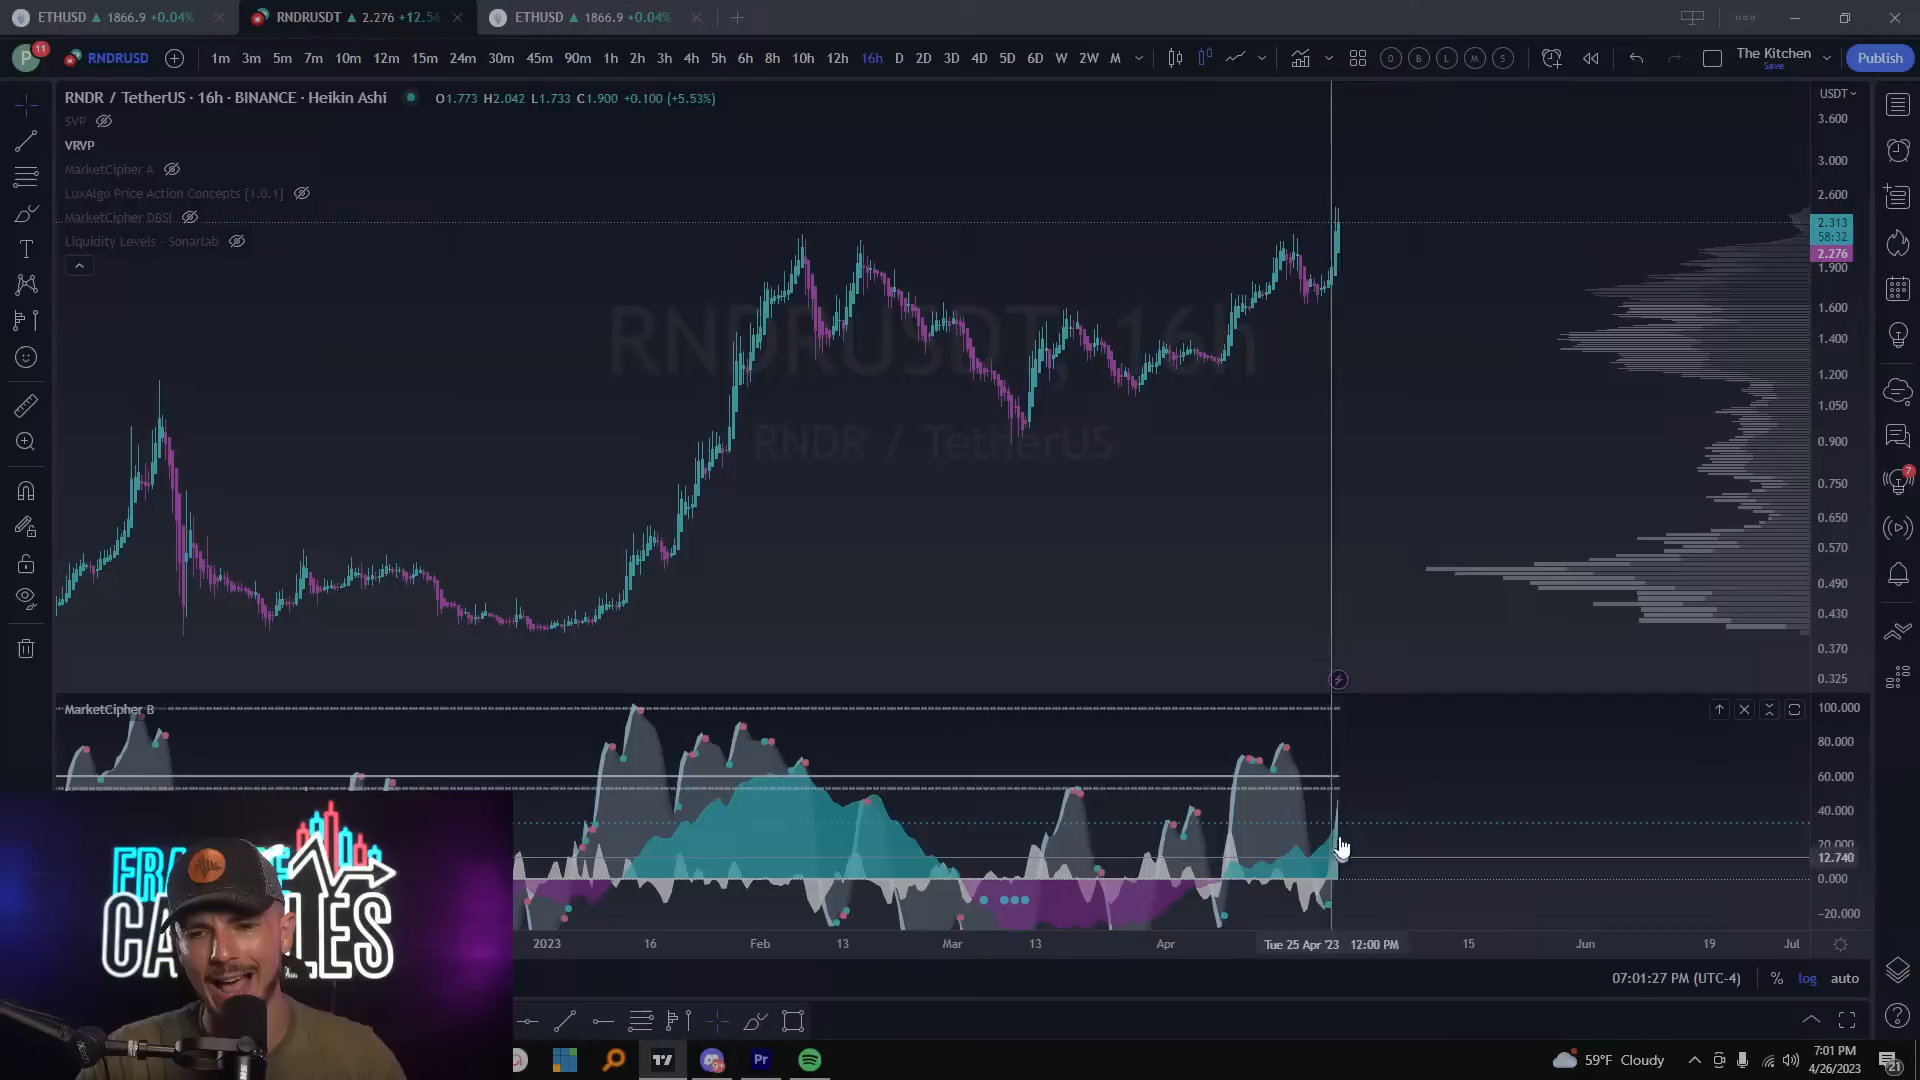 ETHUSD ▲ 1866.9 +0.04%
RNDRUSDT ▲ 2.276 +12.56
ETHUSD ▲ 1866.9 +0.04%
P 11
RNDRUSD
1m 3m 5m 7m 10m 12m 15m 24m 30m 45m 90m 1h 2h 3h 4h 5h 6h 8h 10h 12h 16h D 2D 3D 4D 5D 6D W 2W M
O B L M S
The Kitchen
Save
Publish
RNDR / TetherUS · 16h · BINANCE · Heikin Ashi
O1.773 H2.042 L1.733 C1.900 +0.100 (+5.53%)
SVP
VRVP
MarketCipher A
LuxAlgo Price Action Concepts [1.0.1]
MarketCipher DBSI
Liquidity Levels - Sonarlab
RNDRUSDT, 16h
RNDR / TetherUS
USDT
3.600
3.000
2.600
2.313
58:32
2.276
1.900
1.600
1.400
1.200
1.050
0.900
0.750
0.650
0.570
0.490
0.430
0.370
0.325
7
MarketCipher B
100.000
80.000
60.000
40.000
20.000
12.740
0.000
−20.000
2023 16 Feb 13 Mar 13 Apr Tue 25 Apr '23 12:00 PM 15 Jun 19 Jul
07:01:27 PM (UTC-4) % log auto
9+
Pr
59°F Cloudy
7:01 PM
4/26/2023
21